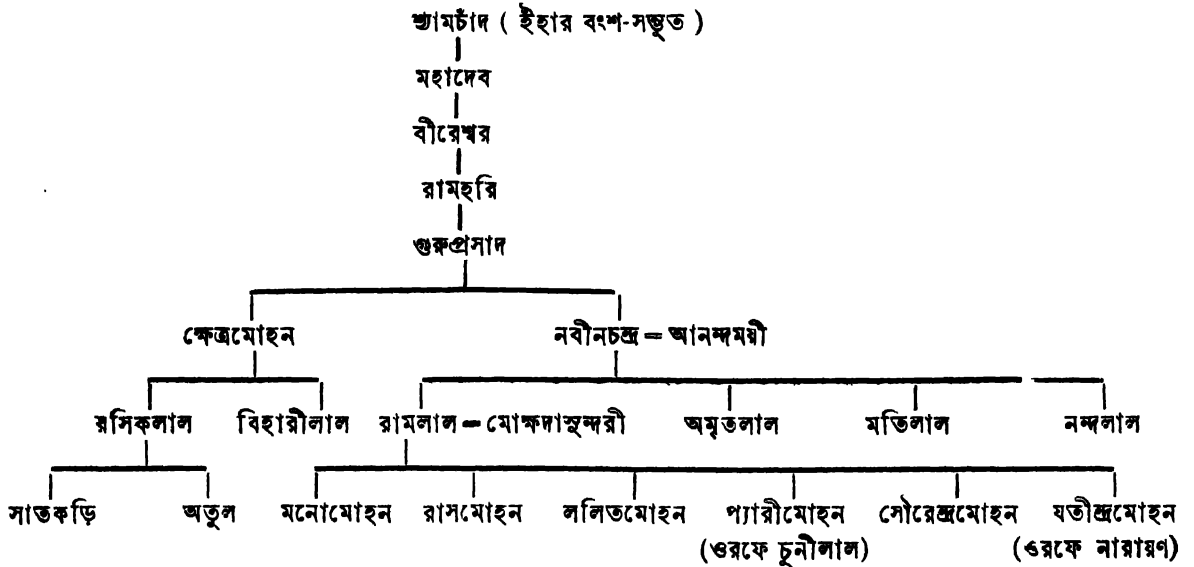 শ্যামচাঁদ ( ইঁহার বংশ-সম্ভূত )
মহাদেব
বীরেশ্বর
রামহরি
গুরুপ্রসাদ
ক্ষেত্রমোহন নবীনচন্দ্র = আনন্দময়ী
রসিকলাল বিহারীলাল রামলাল = মোক্ষদাসুন্দরী অমৃতলাল মতিলাল নন্দলাল
সাতকড়ি অতুল মনোমোহন রাসমোহন ললিতমোহন প্যারীমোহন সৌরেন্দ্রমোহন যতীন্দ্রমোহন
(ওরফে চুনীলাল) (ওরফে নারায়ণ)